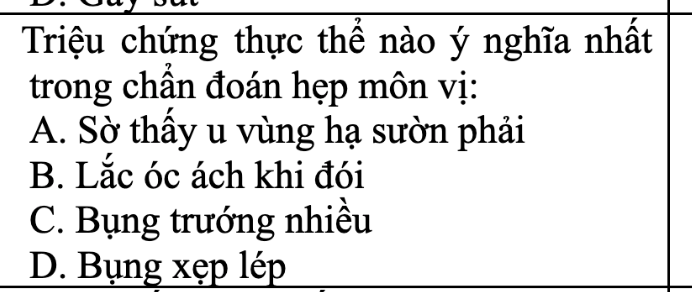 Triệu chứng thực thể nào ý nghĩa nhất
trong chẩn đoán hẹp môn vị:
A. Sờ thấy u vùng hạ sườn phải
B. Lắc óc ách khi đói
C. Bụng trướng nhiều
D. Bụng xẹp lép